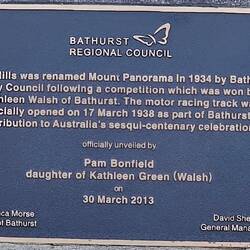 BATHURST
REGIONAL COUNCIL
Hills was renamed Mount Panorama in 1934 by Bath
y Council following a competition which was won b
hleen Walsh of Bathurst. The motor racing track w
cially opened on 17 March 1938 as part of Bathurst
tribution to Australia's sesqui-centenary celebration
officially unveiled by
Pam Bonfield
daughter of Kathleen Green (Walsh)
on
30 March 2013
ca Morse
David She
of Bathurst
General Mana